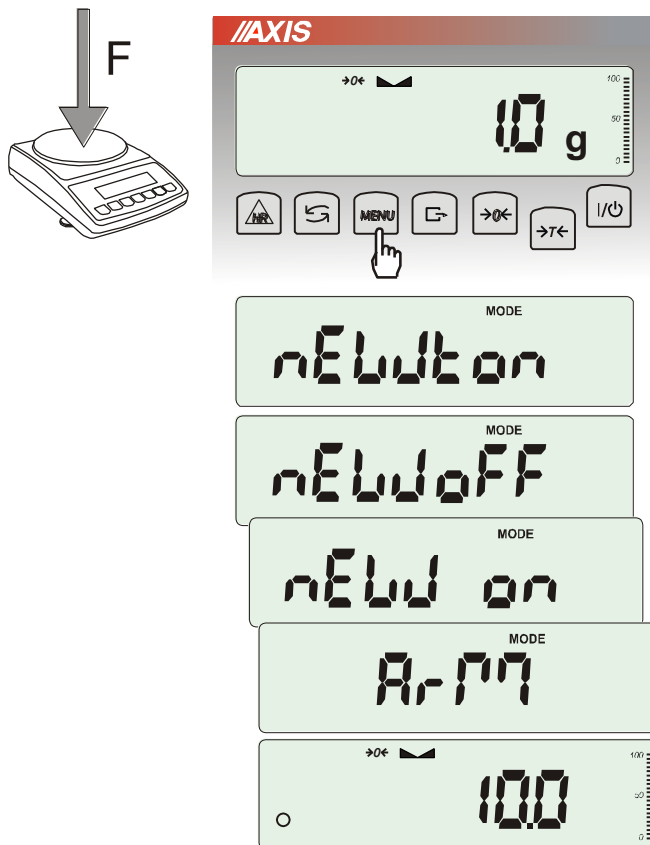 F
//AXIS
→0← 100
1.0 g 50
0
HR MENU →0← →T← I/⏻
MODE
nEWton
MODE
nEWoFF
MODE
nEW on
MODE
ArM
→0← 100
10.0 50
0